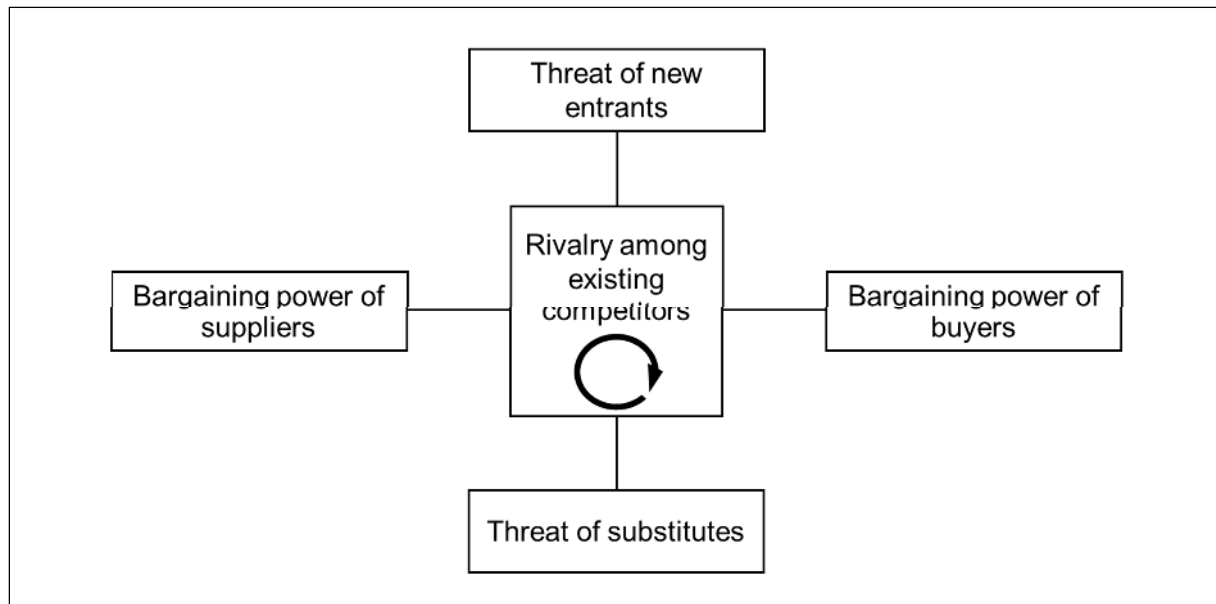 Threat of new
entrants
Rivalry among
existing
competitors
Bargaining power of
suppliers
Bargaining power of
buyers
Threat of substitutes